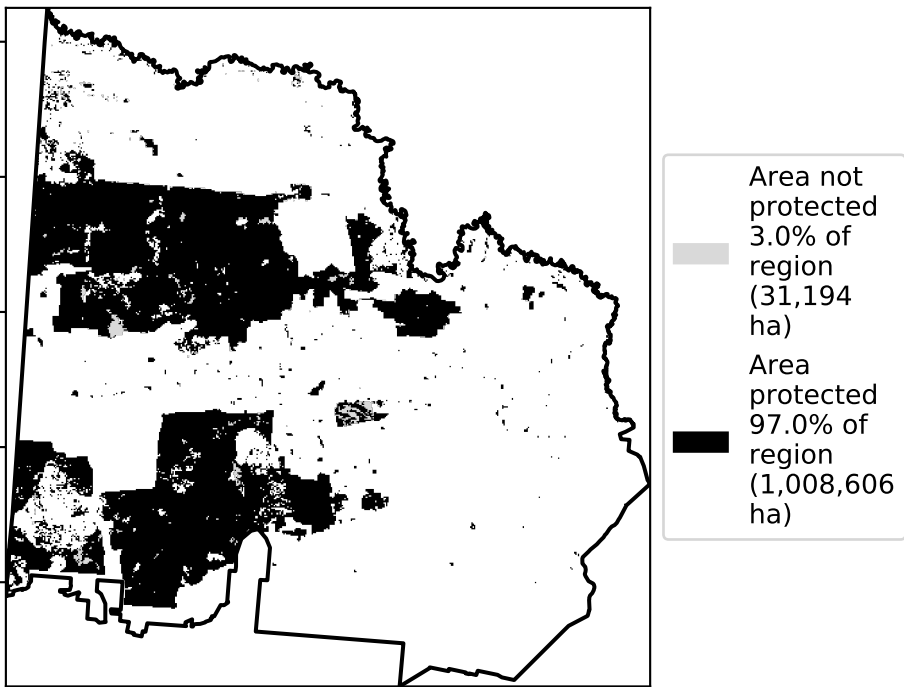 Area not
protected
3.0% of
region
(31,194
ha)
Area
protected
97.0% of
region
(1,008,606
ha)